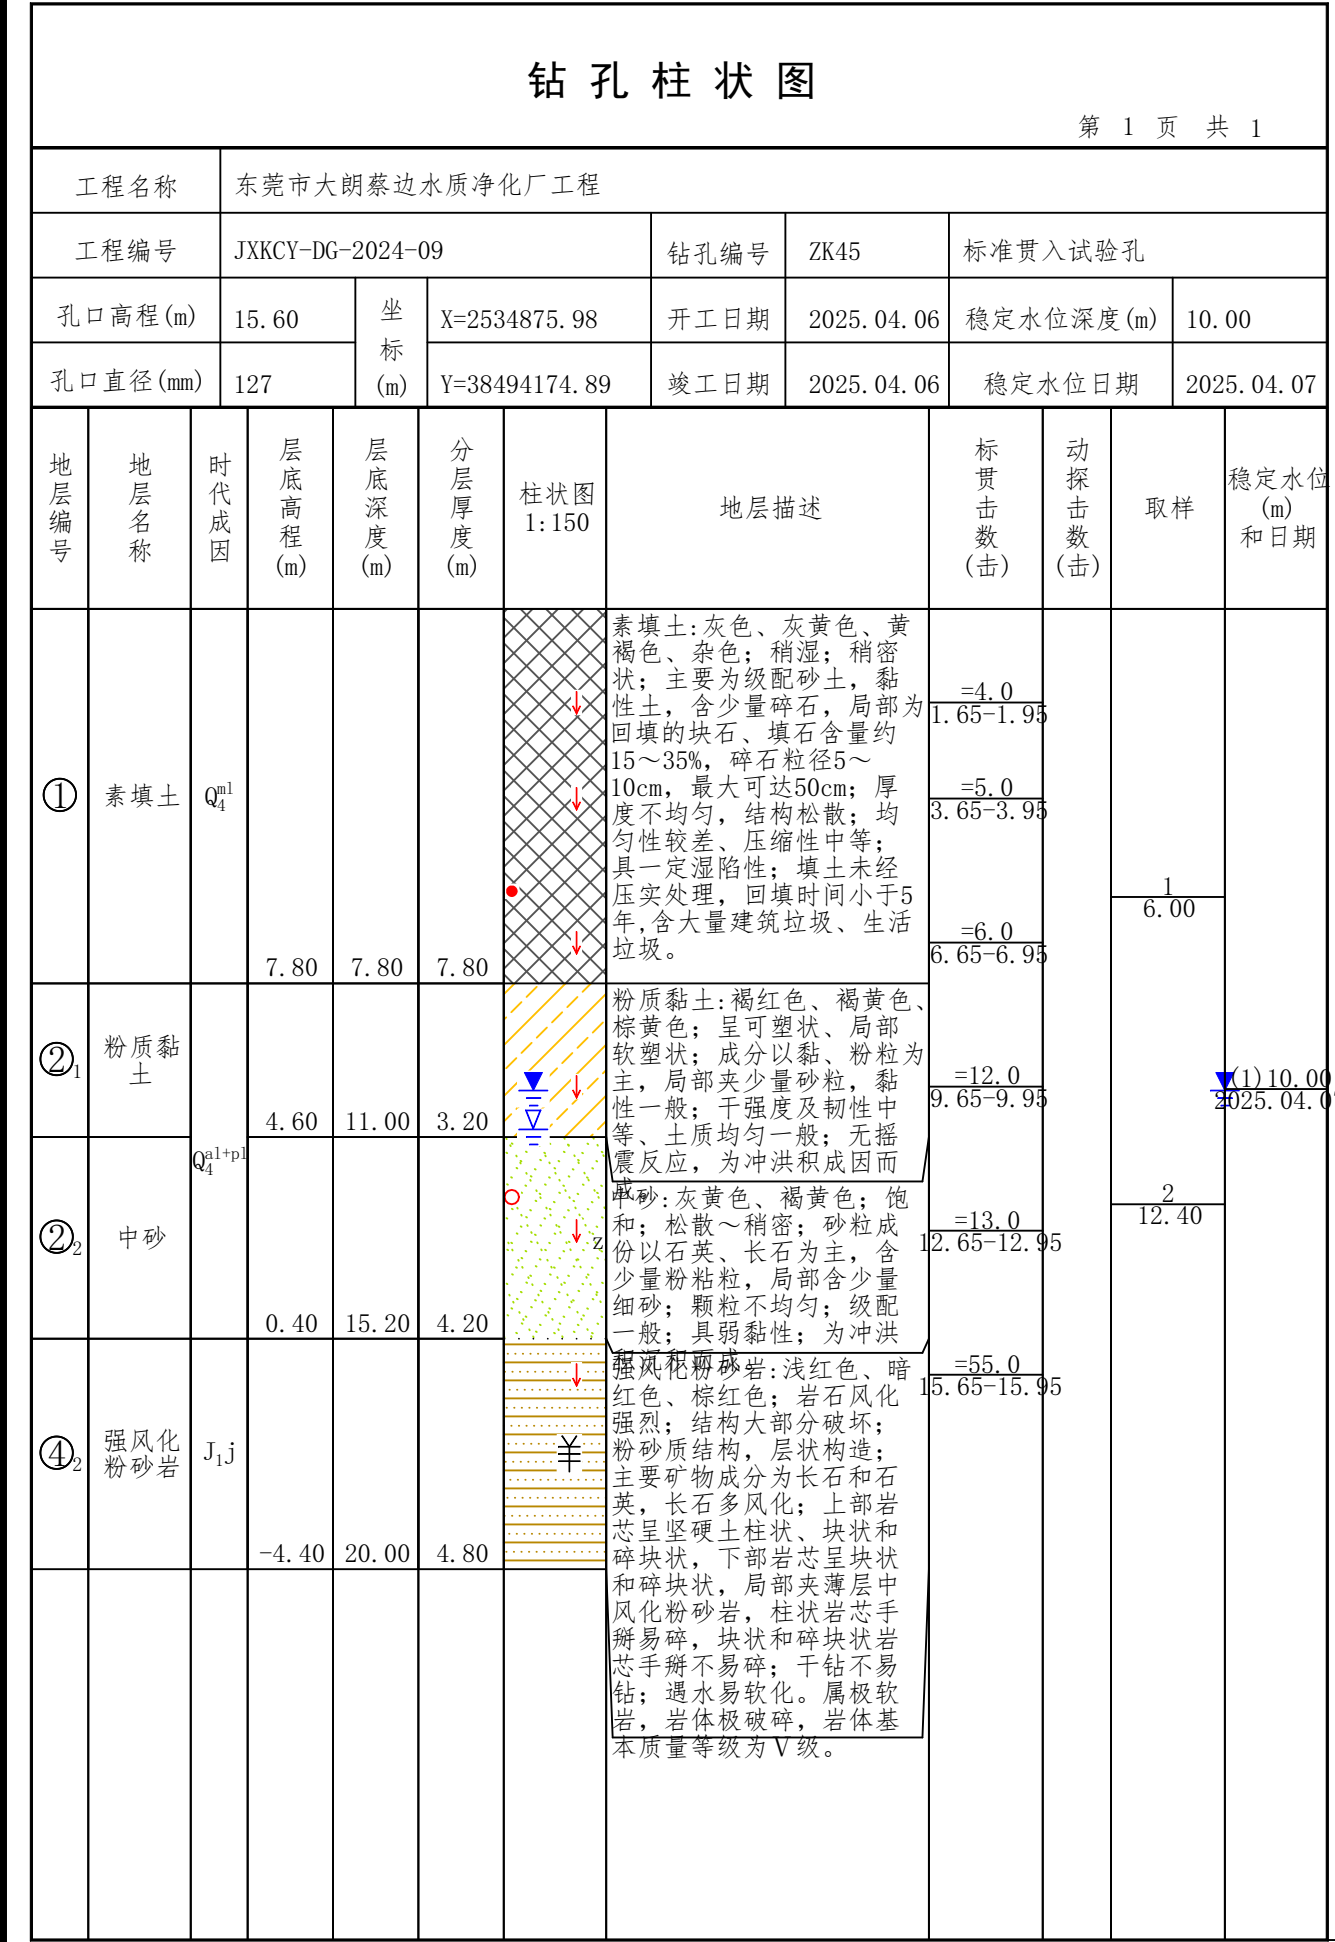 钻孔柱状图
第 1 页 共 1
工程名称 东莞市大朗蔡边水质净化厂工程
工程编号 JXKCY-DG-2024-09 钻孔编号 ZK45 标准贯入试验孔
孔口高程(m) 15.60 坐标(m) X=2534875.98 开工日期 2025.04.06 稳定水位深度(m) 10.00
孔口直径(mm) 127 Y=38494174.89 竣工日期 2025.04.06 稳定水位日期 2025.04.07
地层编号 地层名称 时代成因 层底高程(m) 层底深度(m) 分层厚度(m) 柱状图 1:150 地层描述 标贯击数(击) 动探击数(击) 取样 稳定水位(m)和日期
① 素填土 Q4ml 7.80 7.80 7.80
素填土:灰色、灰黄色、黄
褐色、杂色；稍湿；稍密
状；主要为级配砂土，黏
性土，含少量碎石，局部为
回填的块石、填石含量约
15～35%，碎石粒径5～
10cm，最大可达50cm；厚
度不均匀，结构松散；均
匀性较差、压缩性中等；
具一定湿陷性；填土未经
压实处理，回填时间小于5
年,含大量建筑垃圾、生活
垃圾。
=4.0
1.65-1.95
=5.0
3.65-3.95
=6.0
6.65-6.95
1
6.00
②1 粉质黏土 Q4al+pl 4.60 11.00 3.20
粉质黏土:褐红色、褐黄色、
棕黄色；呈可塑状、局部
软塑状；成分以黏、粉粒为
主，局部夹少量砂粒，黏
性一般；干强度及韧性中
等、土质均匀一般；无摇
震反应，为冲洪积成因而
成。
=12.0
9.65-9.95
(1)10.00
2025.04.0
②2 中砂 0.40 15.20 4.20
z
中砂:灰黄色、褐黄色；饱
和；松散～稍密；砂粒成
份以石英、长石为主，含
少量粉粘粒，局部含少量
细砂；颗粒不均匀；级配
一般；具弱黏性；为冲洪
积沉积而成。
=13.0
12.65-12.95
2
12.40
④2 强风化粉砂岩 J1j -4.40 20.00 4.80
强风化粉砂岩:浅红色、暗
红色、棕红色；岩石风化
强烈；结构大部分破坏；
粉砂质结构，层状构造；
主要矿物成分为长石和石
英，长石多风化；上部岩
芯呈坚硬土柱状、块状和
碎块状，下部岩芯呈块状
和碎块状，局部夹薄层中
风化粉砂岩，柱状岩芯手
掰易碎，块状和碎块状岩
芯手掰不易碎；干钻不易
钻；遇水易软化。属极软
岩，岩体极破碎，岩体基
本质量等级为Ⅴ级。
=55.0
15.65-15.95